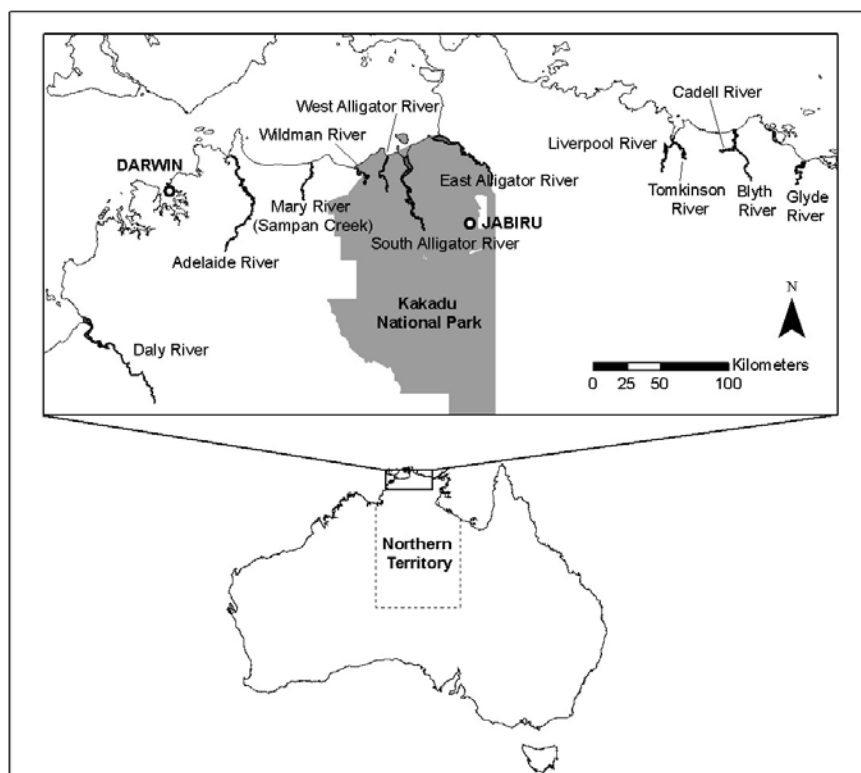 West Alligator River
Cadell River
Wildman River
Liverpool River
DARWIN
East Alligator River
Mary River
(Sampan Creek)
Tomkinson
River
Blyth
River
Glyde
River
JABIRU
South Alligator River
Adelaide River
Kakadu
National Park
N
Daly River
Kilometers
0 25 50 100
Northern
Territory